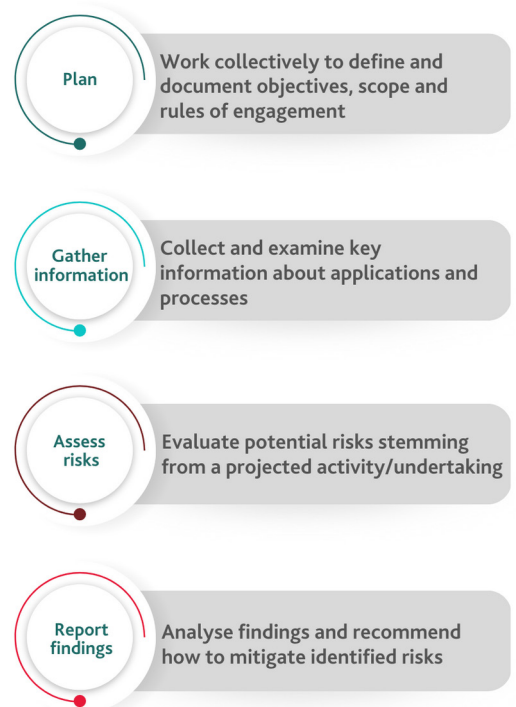 Plan
Work collectively to define and
document objectives, scope and
rules of engagement
Gather
information
Collect and examine key
information about applications and
processes
Assess
risks
Evaluate potential risks stemming
from a projected activity/undertaking
Report
findings
Analyse findings and recommend
how to mitigate identified risks